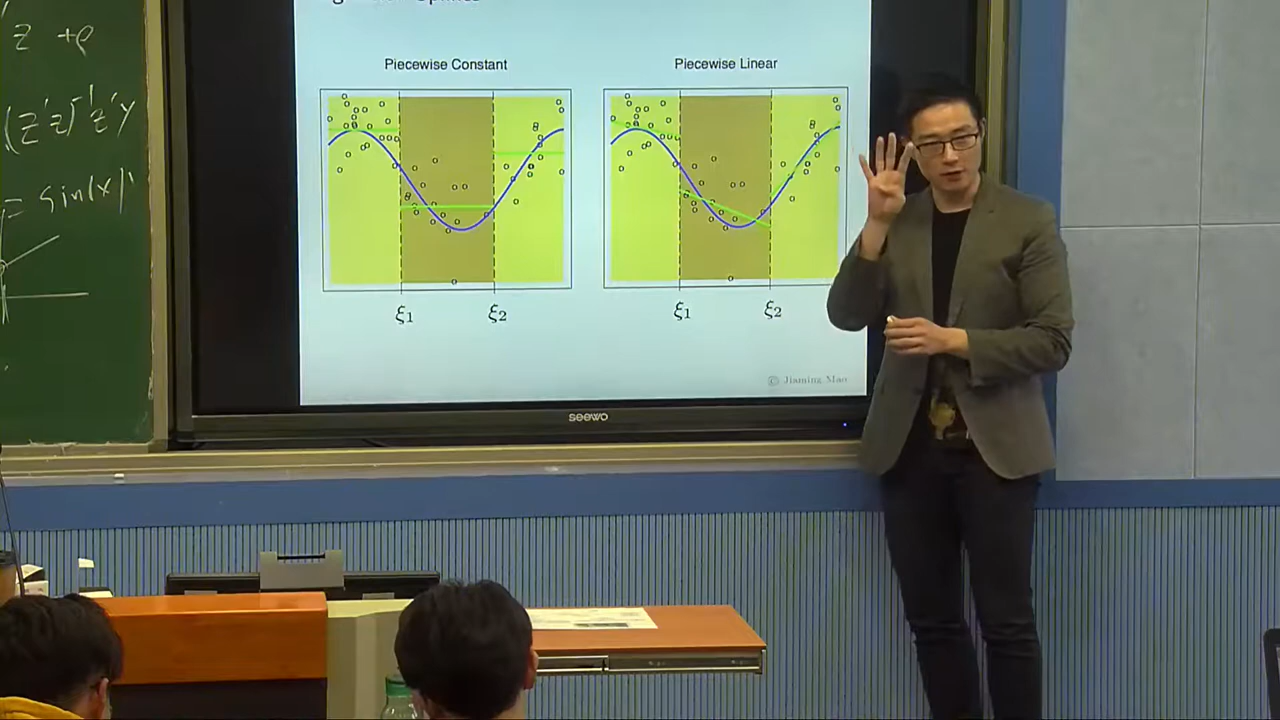 z + e
(z'z)⁻¹z'y
= sin(x)
Piecewise Constant
Piecewise Linear
ξ₁
ξ₂
ξ₁
ξ₂
© Jiaming Mao
seewo